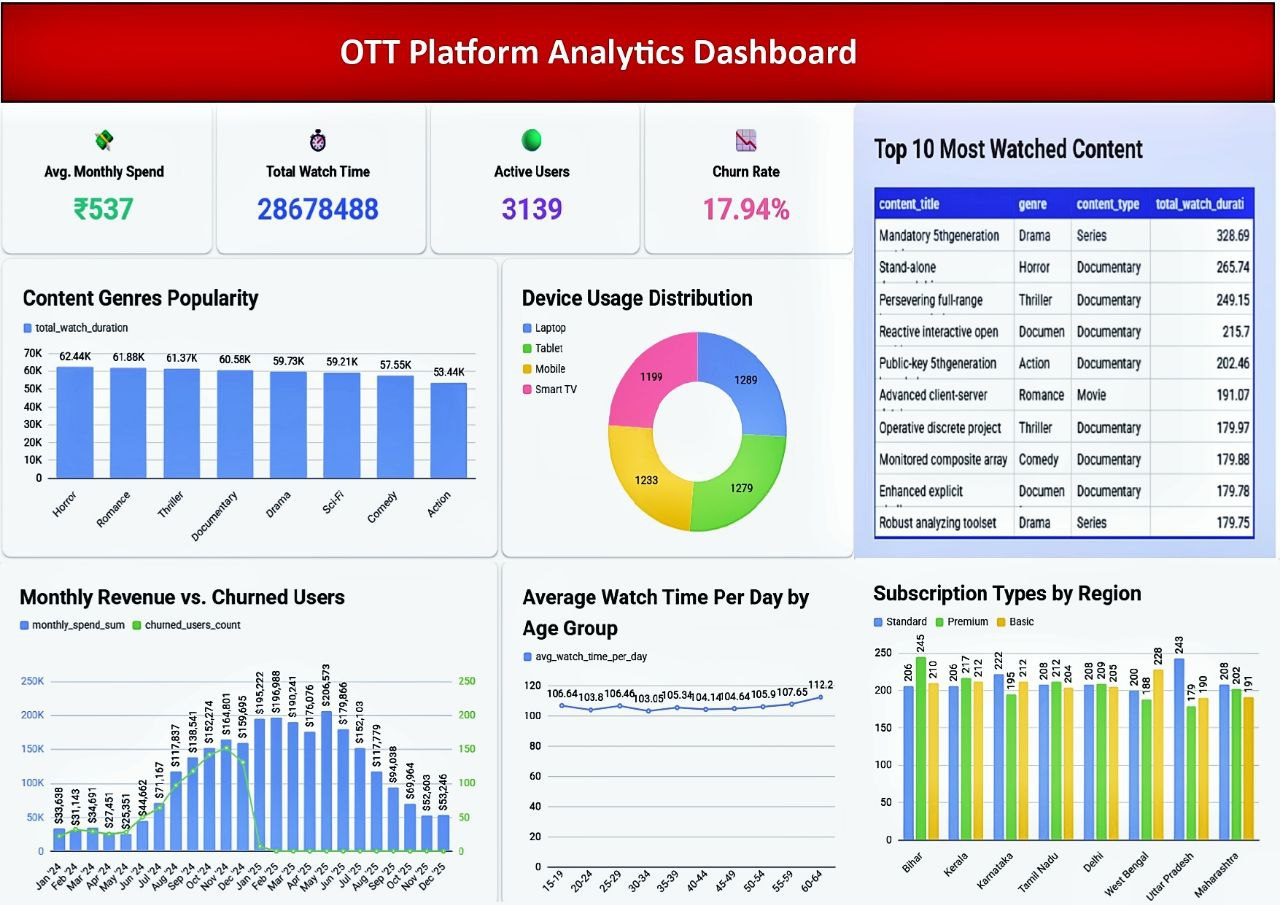 OTT Platform Analytics Dashboard
Avg. Monthly Spend
₹537
Total Watch Time
28678488
Active Users
3139
Churn Rate
17.94%
Top 10 Most Watched Content
content_title genre content_type total_watch_durati
Mandatory 5thgeneration Drama Series 328.69
Stand-alone Horror Documentary 265.74
Persevering full-range Thriller Documentary 249.15
Reactive interactive open Documen Documentary 215.7
Public-key 5thgeneration Action Documentary 202.46
Advanced client-server Romance Movie 191.07
Operative discrete project Thriller Documentary 179.97
Monitored composite array Comedy Documentary 179.88
Enhanced explicit Documen Documentary 179.78
Robust analyzing toolset Drama Series 179.75
Content Genres Popularity
total_watch_duration
70K
60K
50K
40K
30K
20K
10K
0
62.44K 61.88K 61.37K 60.58K 59.73K 59.21K 57.55K 53.44K
Horror Romance Thriller Documentary Drama Sci-Fi Comedy Action
Device Usage Distribution
Laptop
Tablet
Mobile
Smart TV
1199 1289
1233 1279
Monthly Revenue vs. Churned Users
monthly_spend_sum churned_users_count
250K
200K
150K
100K
50K
0
$33,638 $31,143 $34,691 $27,451 $25,351 $44,662 $71,167 $117,837 $138,541 $152,274 $164,801 $159,695 $195,222 $196,988 $190,241 $176,076 $206,573 $179,866 $152,103 $117,779 $94,038 $69,964 $52,603 $53,246
250
200
150
100
50
0
Jan '24 Feb '24 Mar '24 Apr '24 May '24 Jun '24 Jul '24 Aug '24 Sep '24 Oct '24 Nov '24 Dec '24 Jan '25 Feb '25 Mar '25 Apr '25 May '25 Jun '25 Jul '25 Aug '25 Sep '25 Oct '25 Nov '25 Dec '25
Average Watch Time Per Day by
Age Group
avg_watch_time_per_day
120
100
80
60
40
20
0
106.64 103.8 106.46 103.05 105.34 104.14 104.64 105.9 107.65 112.2
15-19 20-24 25-29 30-34 35-39 40-44 45-49 50-54 55-59 60-64
Subscription Types by Region
Standard Premium Basic
250
200
150
100
50
0
206 245 210 206 217 212 222 195 212 208 212 204 208 209 205 200 188 228 243 179 190 208 202 191
Bihar Kerala Karnataka Tamil Nadu Delhi West Bengal Uttar Pradesh Maharashtra